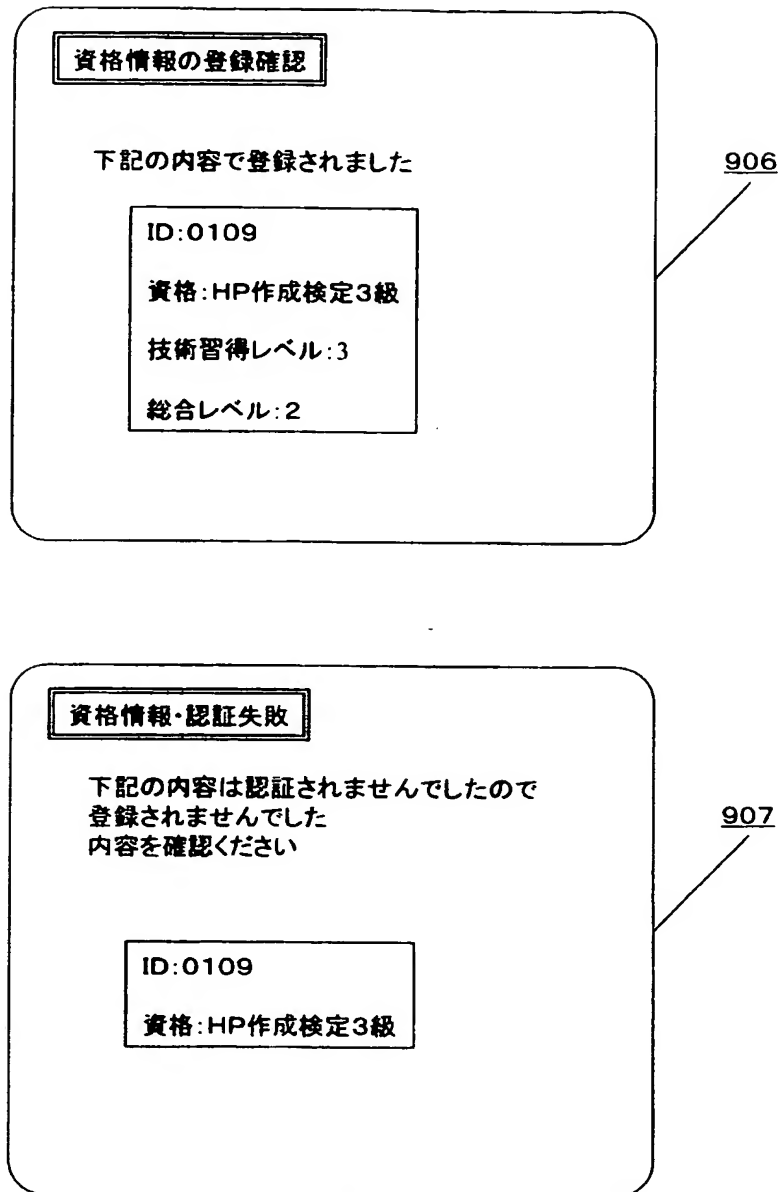 資格情報の登録確認
下記の内容で登録されました
906
ID:0109
資格:HP作成検定3級
技術習得レベル:3
総合レベル:2
資格情報・認証失敗
下記の内容は認証されませんでしたので
登録されませんでした
内容を確認ください
907
ID:0109
資格:HP作成検定3級